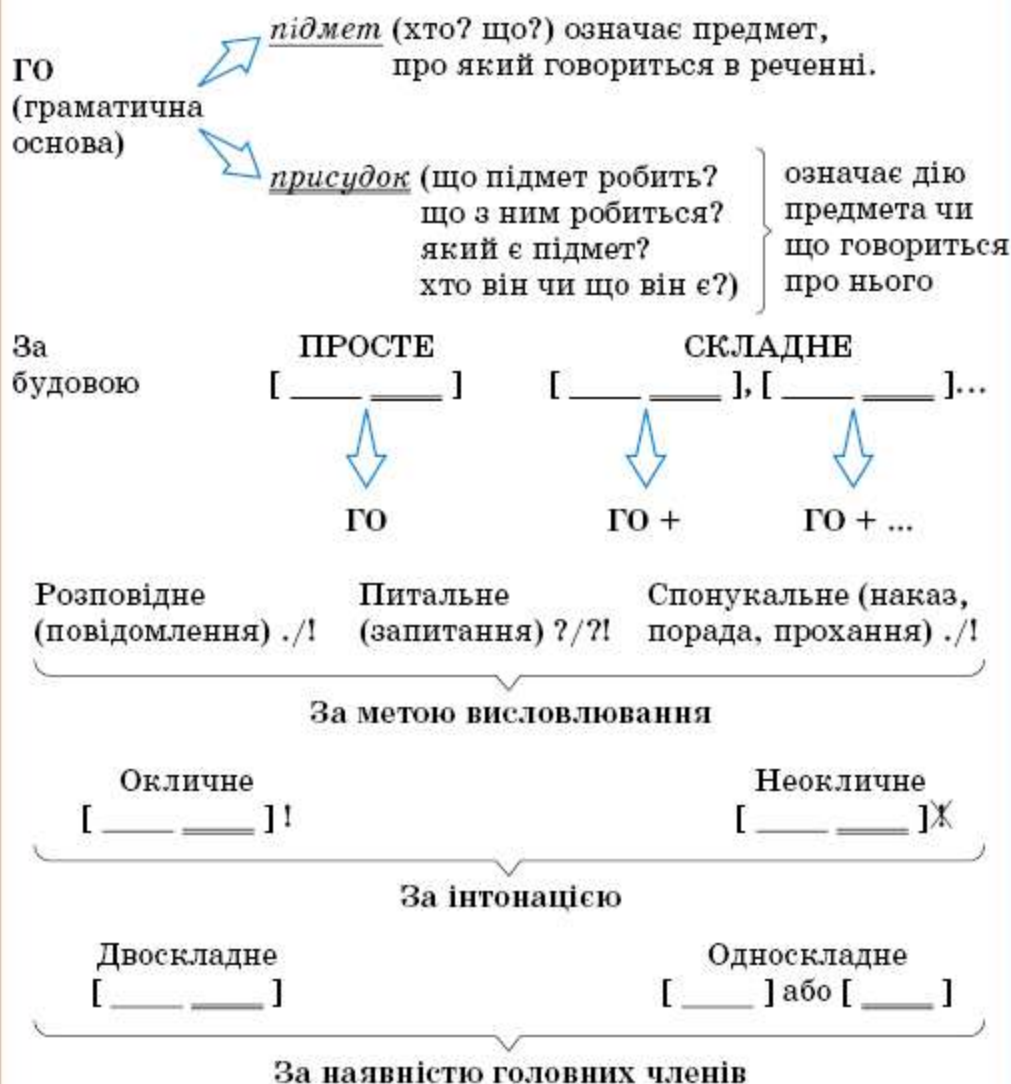 підмет (хто? що?) означає предмет,
про який говориться в реченні.
ГО
(граматична
основа)
присудок (що підмет робить?
що з ним робиться?
який є підмет?
хто він чи що він є?)
означає дію
предмета чи
що говориться
про нього
За
будовою
ПРОСТЕ
[ ____ ____ ]
СКЛАДНЕ
[ ____ ____ ], [ ____ ____ ]...
ГО
ГО +
ГО + ...
Розповідне
(повідомлення) ./!
Питальне
(запитання) ?/?!
Спонукальне (наказ,
порада, прохання) ./!
За метою висловлювання
Окличне
[ ____ ____ ] !
Неокличне
[ ____ ____ ] !
За інтонацією
Двоскладне
[ ____ ____ ]
Односкладне
[ ____ ] або [ ____ ]
За наявністю головних членів